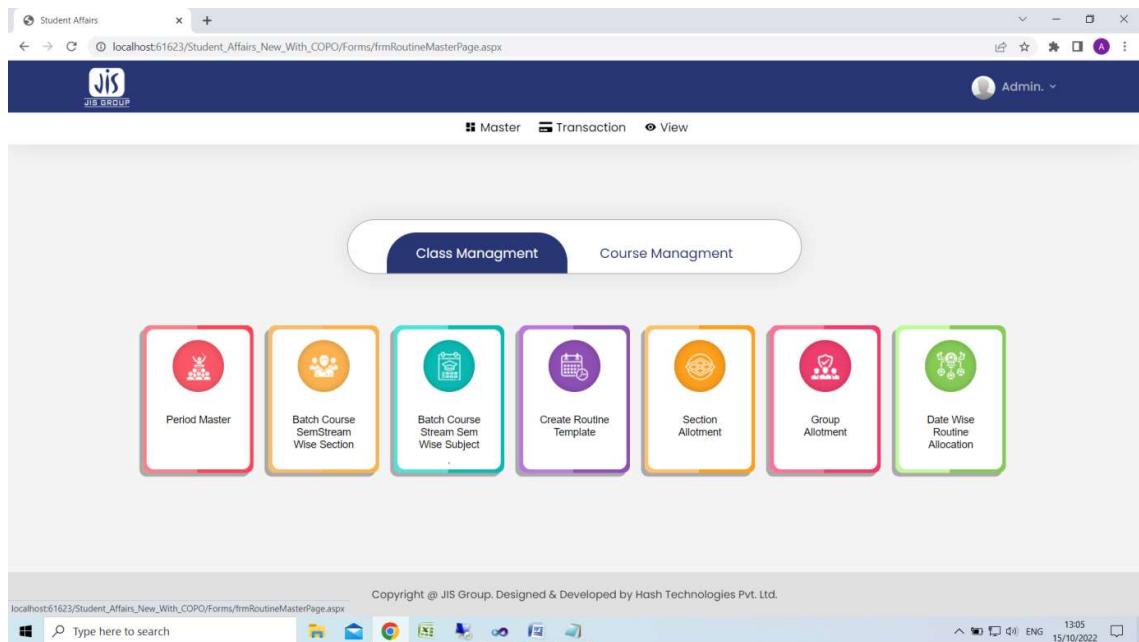 Student Affairs
localhost:61623/Student_Affairs_New_With_COPO/Forms/frmRoutineMasterPage.aspx
A
JIS
JIS GROUP
Admin.
Master Transaction View
Class Managment Course Managment
Period Master
Batch Course
SemStream
Wise Section
Batch Course
Stream Sem
Wise Subject
.
Create Routine
Template
Section
Allotment
Group
Allotment
Date Wise
Routine
Allocation
Copyright @ JIS Group. Designed & Developed by Hash Technologies Pvt. Ltd.
localhost:61623/Student_Affairs_New_With_COPO/Forms/frmRoutineMasterPage.aspx
Type here to search
ENG
13:05
15/10/2022